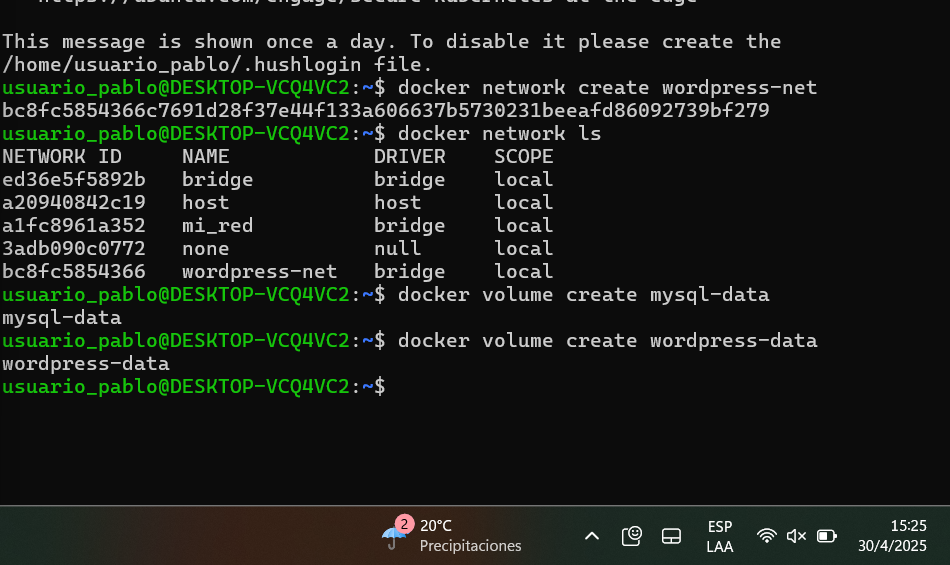 This message is shown once a day. To disable it please create the
/home/usuario_pablo/.hushlogin file.
usuario_pablo@DESKTOP-VCQ4VC2:~$ docker network create wordpress-net
bc8fc5854366c7691d28f37e44f133a606637b5730231beeafd86092739bf279
usuario_pablo@DESKTOP-VCQ4VC2:~$ docker network ls
NETWORK ID     NAME            DRIVER    SCOPE
ed36e5f5892b   bridge          bridge    local
a20940842c19   host            host      local
a1fc8961a352   mi_red          bridge    local
3adb090c0772   none            null      local
bc8fc5854366   wordpress-net   bridge    local
usuario_pablo@DESKTOP-VCQ4VC2:~$ docker volume create mysql-data
mysql-data
usuario_pablo@DESKTOP-VCQ4VC2:~$ docker volume create wordpress-data
wordpress-data
usuario_pablo@DESKTOP-VCQ4VC2:~$
2
20°C
Precipitaciones
ESP
LAA
15:25
30/4/2025